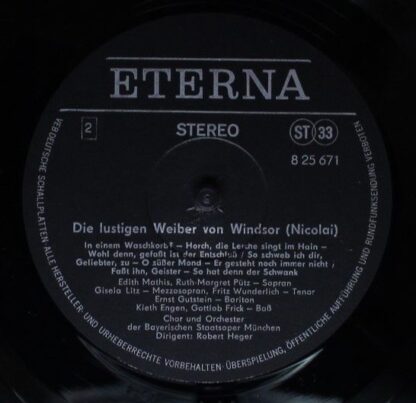 ETERNA
2
STEREO
ST 33
8 25 671
Die lustigen Weiber von Windsor (Nicolai)
In einem Waschkorb? – Horch, die Lerche singt im Hain –
Wohl denn, gefaßt ist der Entschluß / So schweb ich dir,
Geliebter, zu – O süßer Mond – Er gesteht noch immer nicht /
Faßt ihn, Geister – So hat denn der Schwank
Edith Mathis, Ruth-Margret Pütz – Sopran
Gisela Litz – Mezzosopran, Fritz Wunderlich – Tenor
Ernst Gutstein – Bariton
Kieth Engen, Gottlob Frick – Baß
Chor und Orchester
der Bayerischen Staatsoper München
Dirigent: Robert Heger
VEB DEUTSCHE SCHALLPLATTEN ALLE HERSTELLER- UND URHEBERRECHTE VORBEHALTEN · ÜBERSPIELUNG, ÖFFENTLICHE AUFFÜHRUNG UND RUNDFUNKSENDUNG VERBOTEN